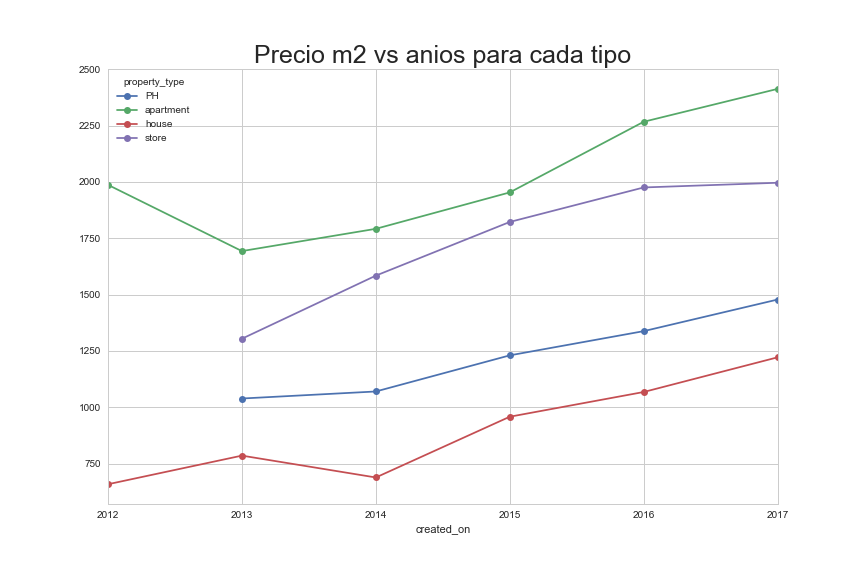 Precio m2 vs anios para cada tipo
property_type
PH
apartment
house
store
2500
2250
2000
1750
1500
1250
1000
750
2012 2013 2014 2015 2016 2017
created_on